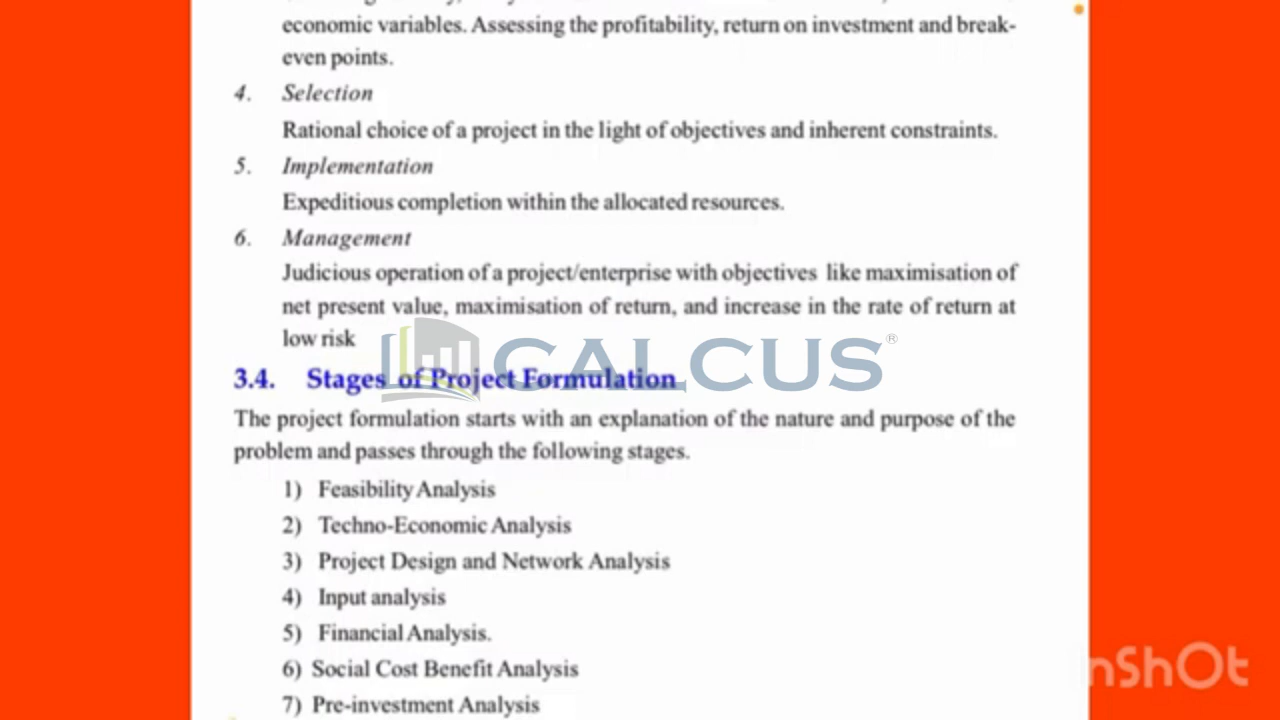 economic variables. Assessing the profitability, return on investment and break-
even points.
4. Selection
Rational choice of a project in the light of objectives and inherent constraints.
5. Implementation
Expeditious completion within the allocated resources.
6. Management
Judicious operation of a project/enterprise with objectives like maximisation of
net present value, maximisation of return, and increase in the rate of return at
low risk
CALCUS®
3.4. Stages of Project Formulation
The project formulation starts with an explanation of the nature and purpose of the
problem and passes through the following stages.
1) Feasibility Analysis
2) Techno-Economic Analysis
3) Project Design and Network Analysis
4) Input analysis
5) Financial Analysis.
6) Social Cost Benefit Analysis
7) Pre-investment Analysis
InShOt